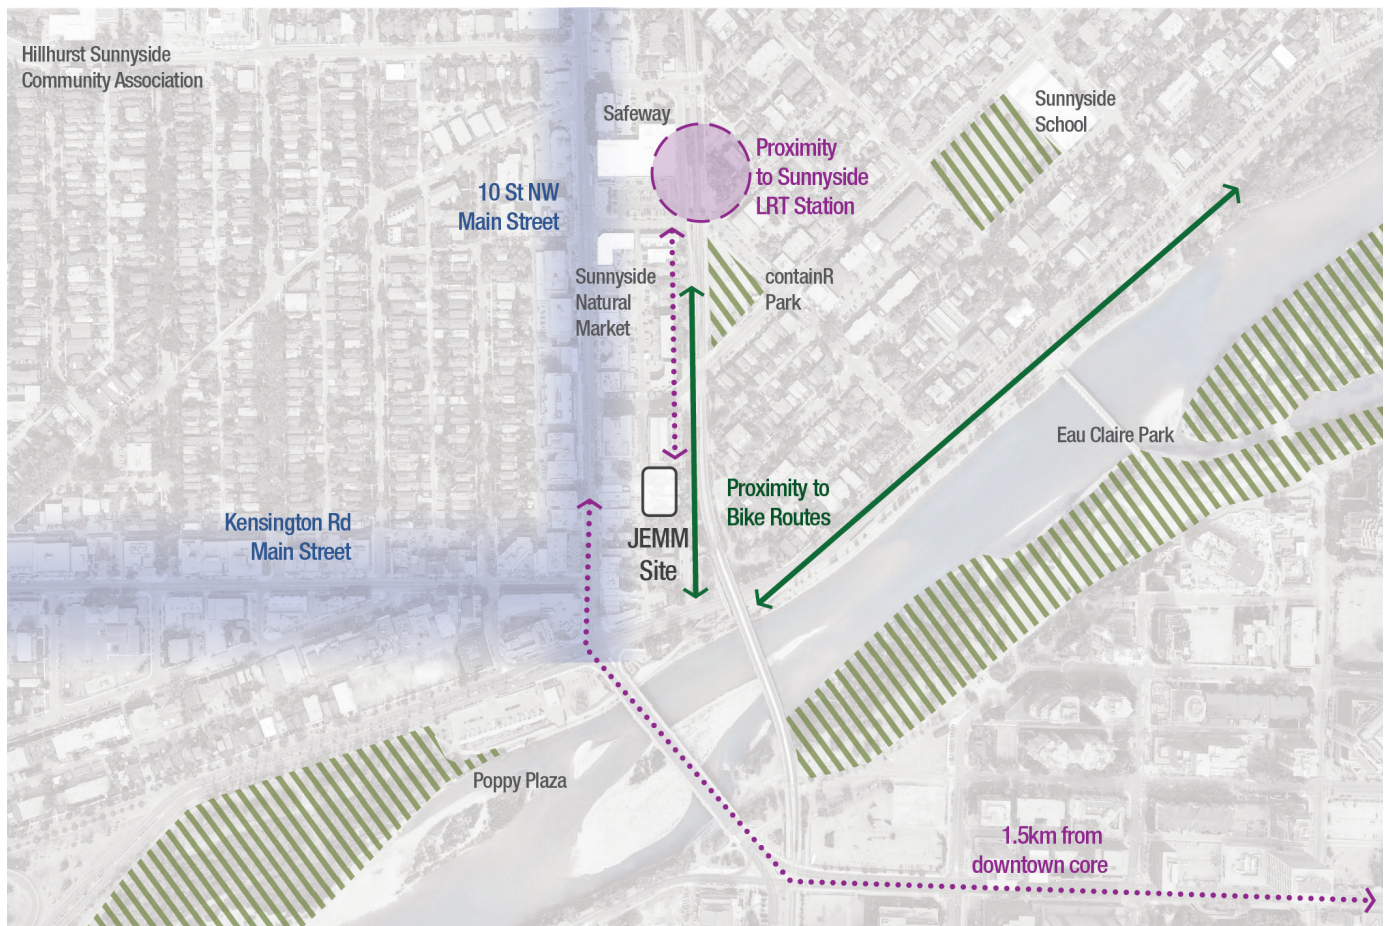 Hillhurst Sunnyside
Community Association
Safeway
Sunnyside
School
Proximity
to Sunnyside
LRT Station
10 St NW
Main Street
Sunnyside
Natural
Market
containR
Park
Eau Claire Park
Proximity to
Bike Routes
Kensington Rd
Main Street
JEMM
Site
Poppy Plaza
1.5km from
downtown core